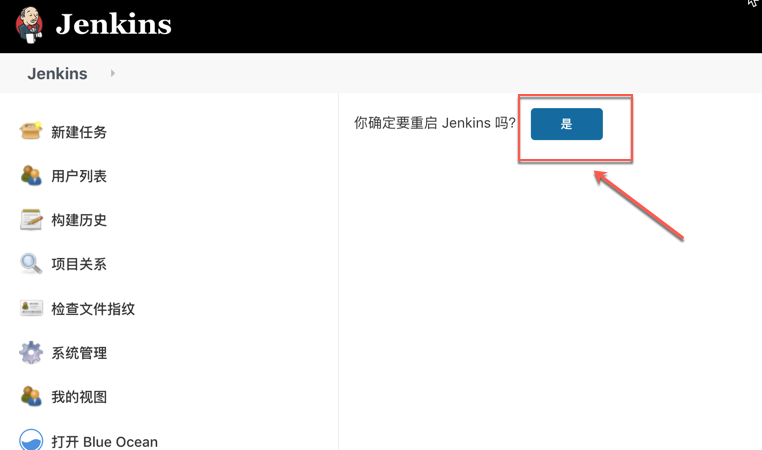 Jenkins
Jenkins
新建任务
用户列表
构建历史
项目关系
检查文件指纹
系统管理
我的视图
打开 Blue Ocean
你确定要重启 Jenkins 吗? 是